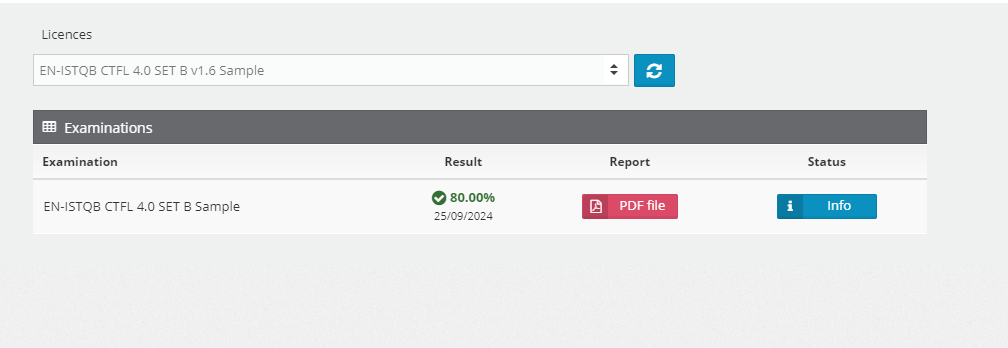 Licences
EN-ISTQB CTFL 4.0 SET B v1.6 Sample
Examinations
Examination Result Report Status
EN-ISTQB CTFL 4.0 SET B Sample 80.00% PDF file Info
25/09/2024